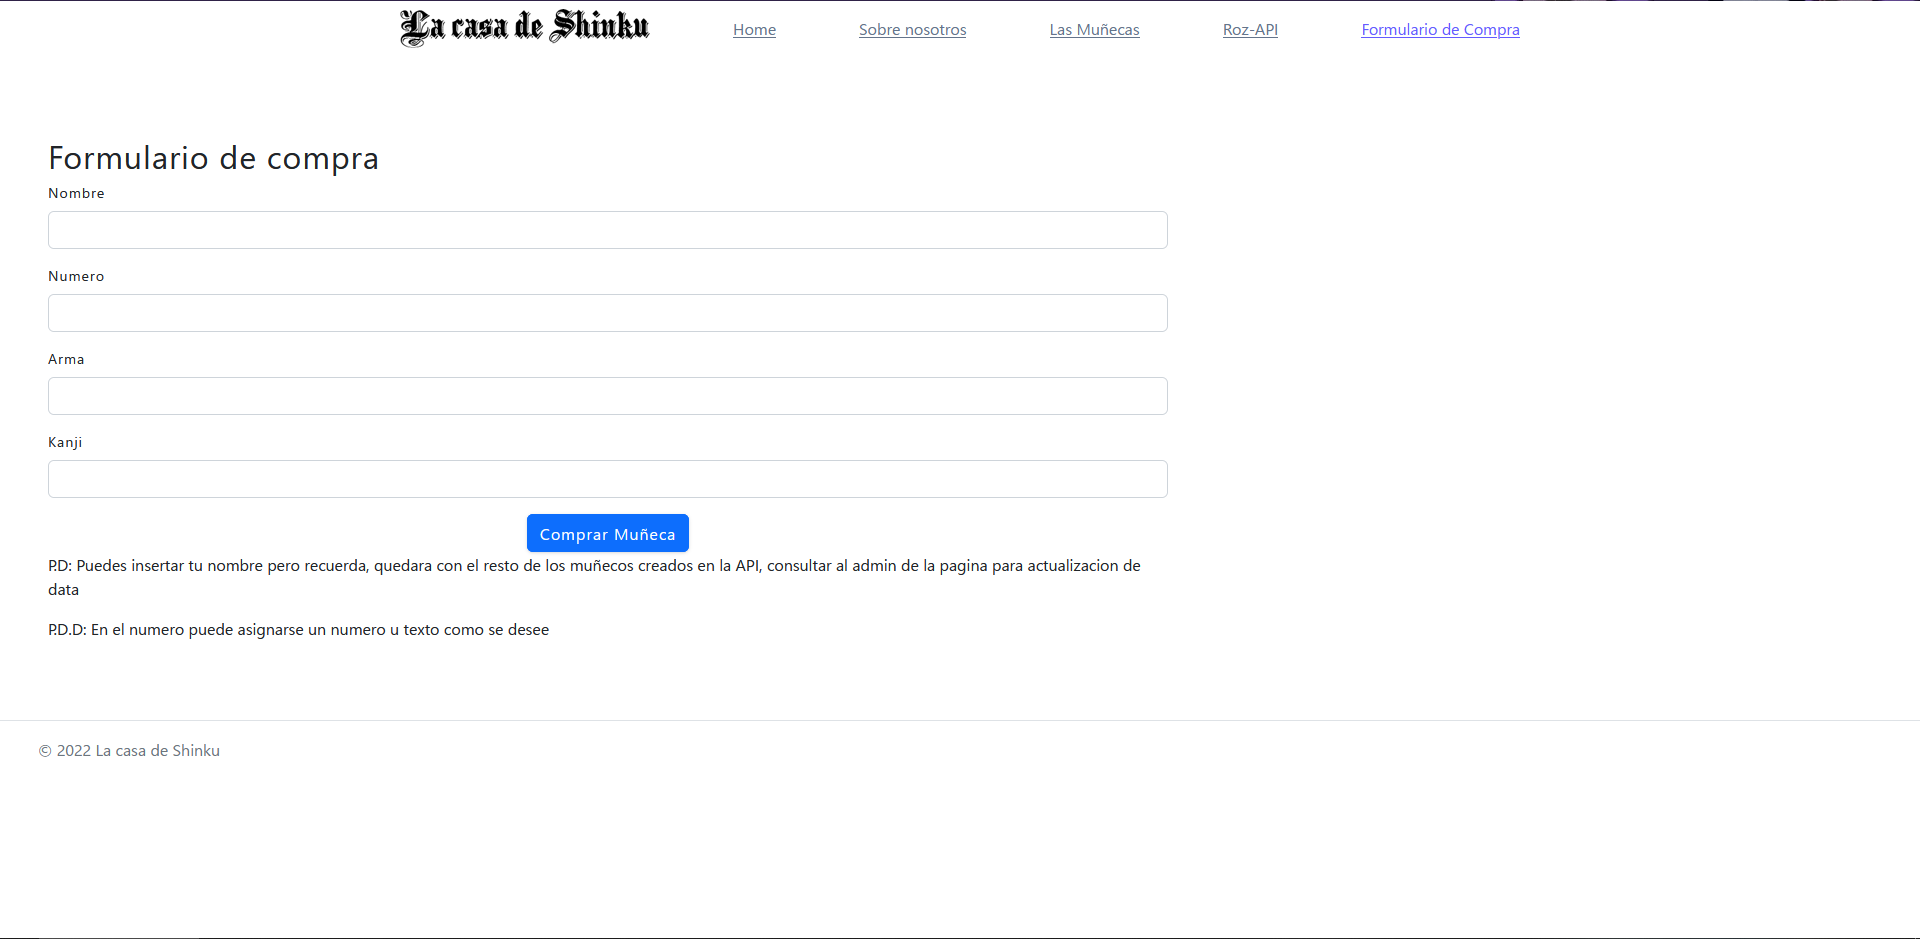 La casa de Shinku
Home
Sobre nosotros
Las Muñecas
Roz-API
Formulario de Compra
Formulario de compra
Nombre
Numero
Arma
Kanji
Comprar Muñeca
P.D: Puedes insertar tu nombre pero recuerda, quedara con el resto de los muñecos creados en la API, consultar al admin de la pagina para actualizacion de
data
P.D.D: En el numero puede asignarse un numero u texto como se desee
© 2022 La casa de Shinku